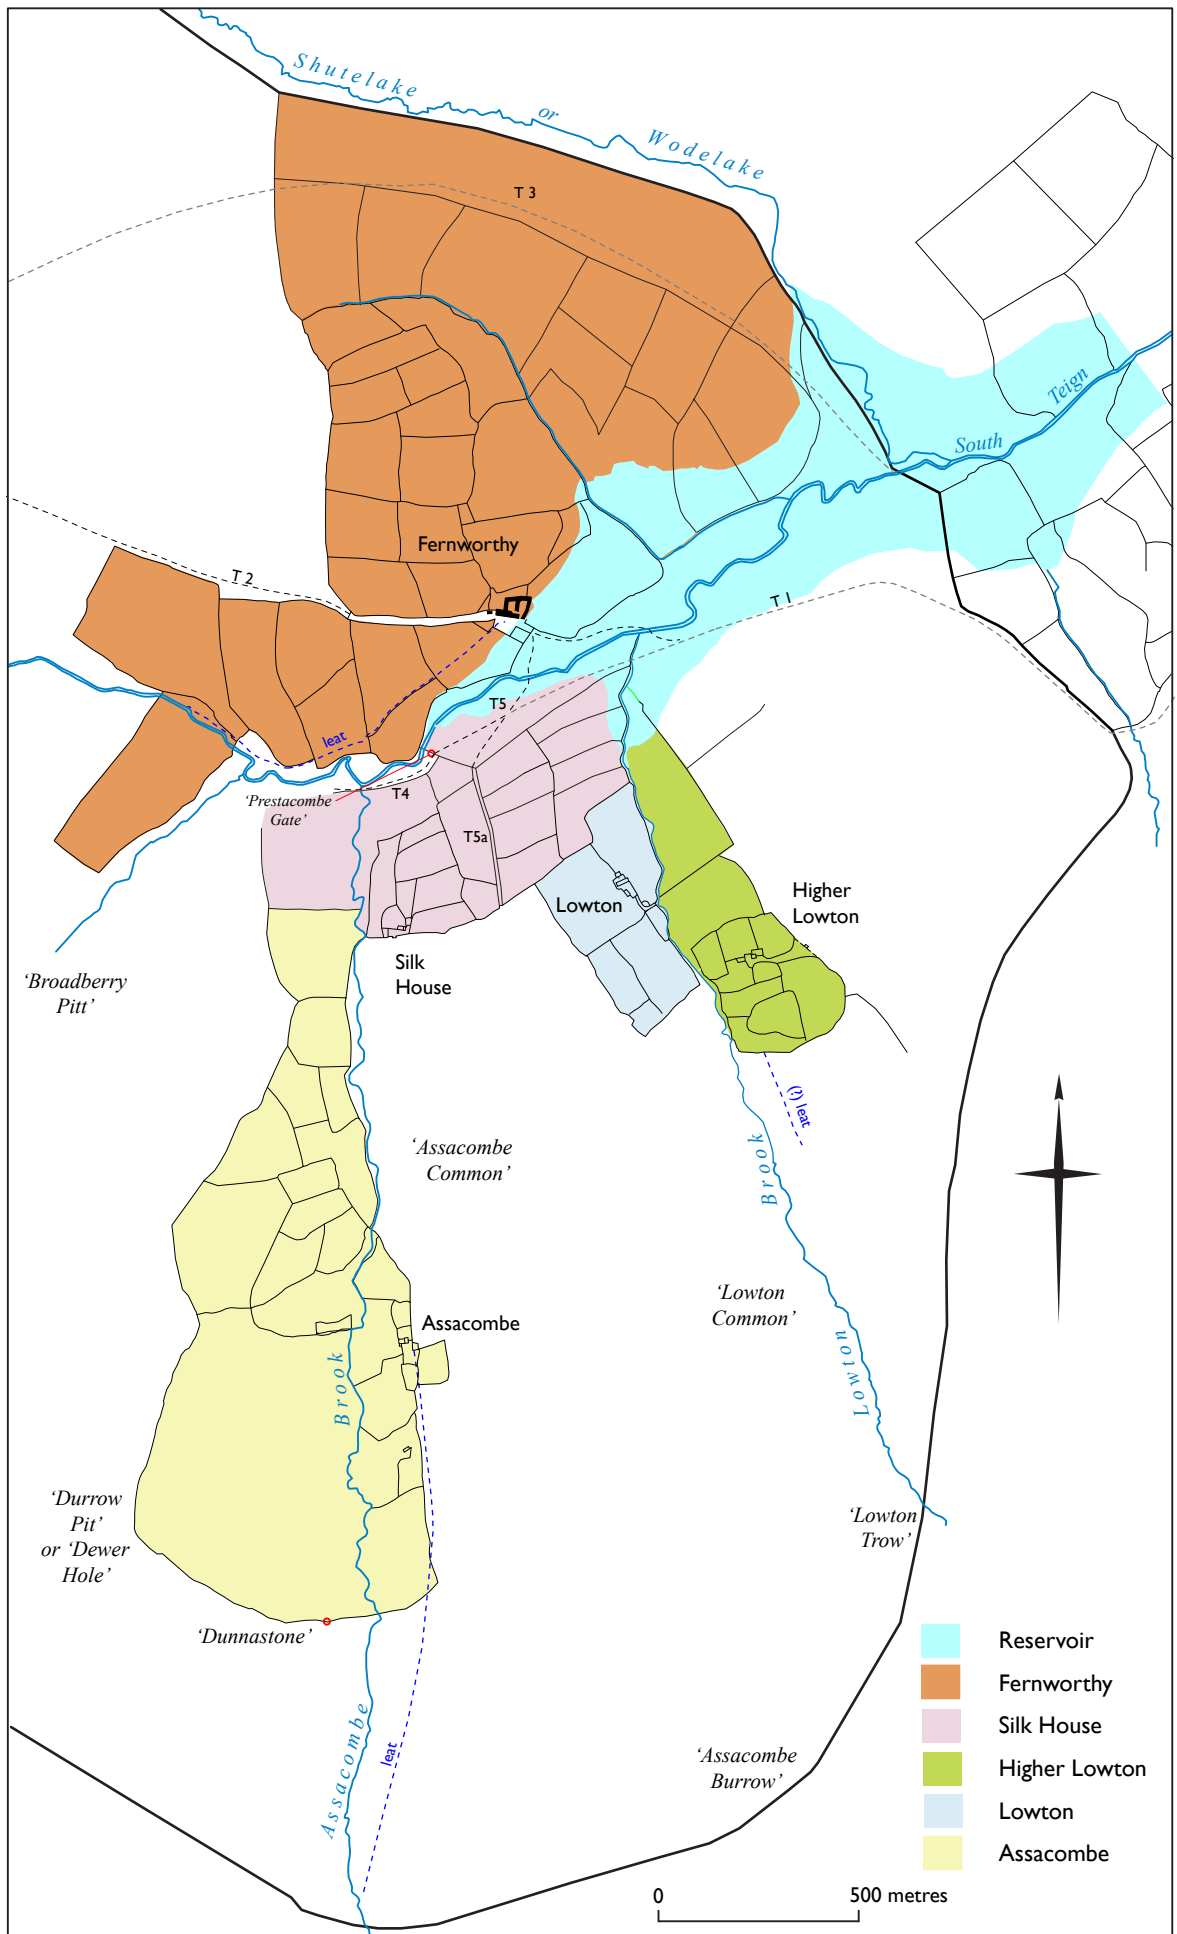 Shutelake
or
Wodelake
T 3
Teign
South
Fernworthy
T 2
T 1
T5
leat
'Prestacombe
Gate'
T4
T5a
Lowton
Higher
Lowton
Silk
House
'Broadberry
Pitt'
(?) leat
'Assacombe
Common'
Brook
'Lowton
Common'
Assacombe
Brook
Lowton
'Durrow
Pit'
or 'Dewer
Hole'
'Lowton
Trow'
'Dunnastone'
Assacombe
leat
'Assacombe
Burrow'
Reservoir
Fernworthy
Silk House
Higher Lowton
Lowton
Assacombe
0
500 metres